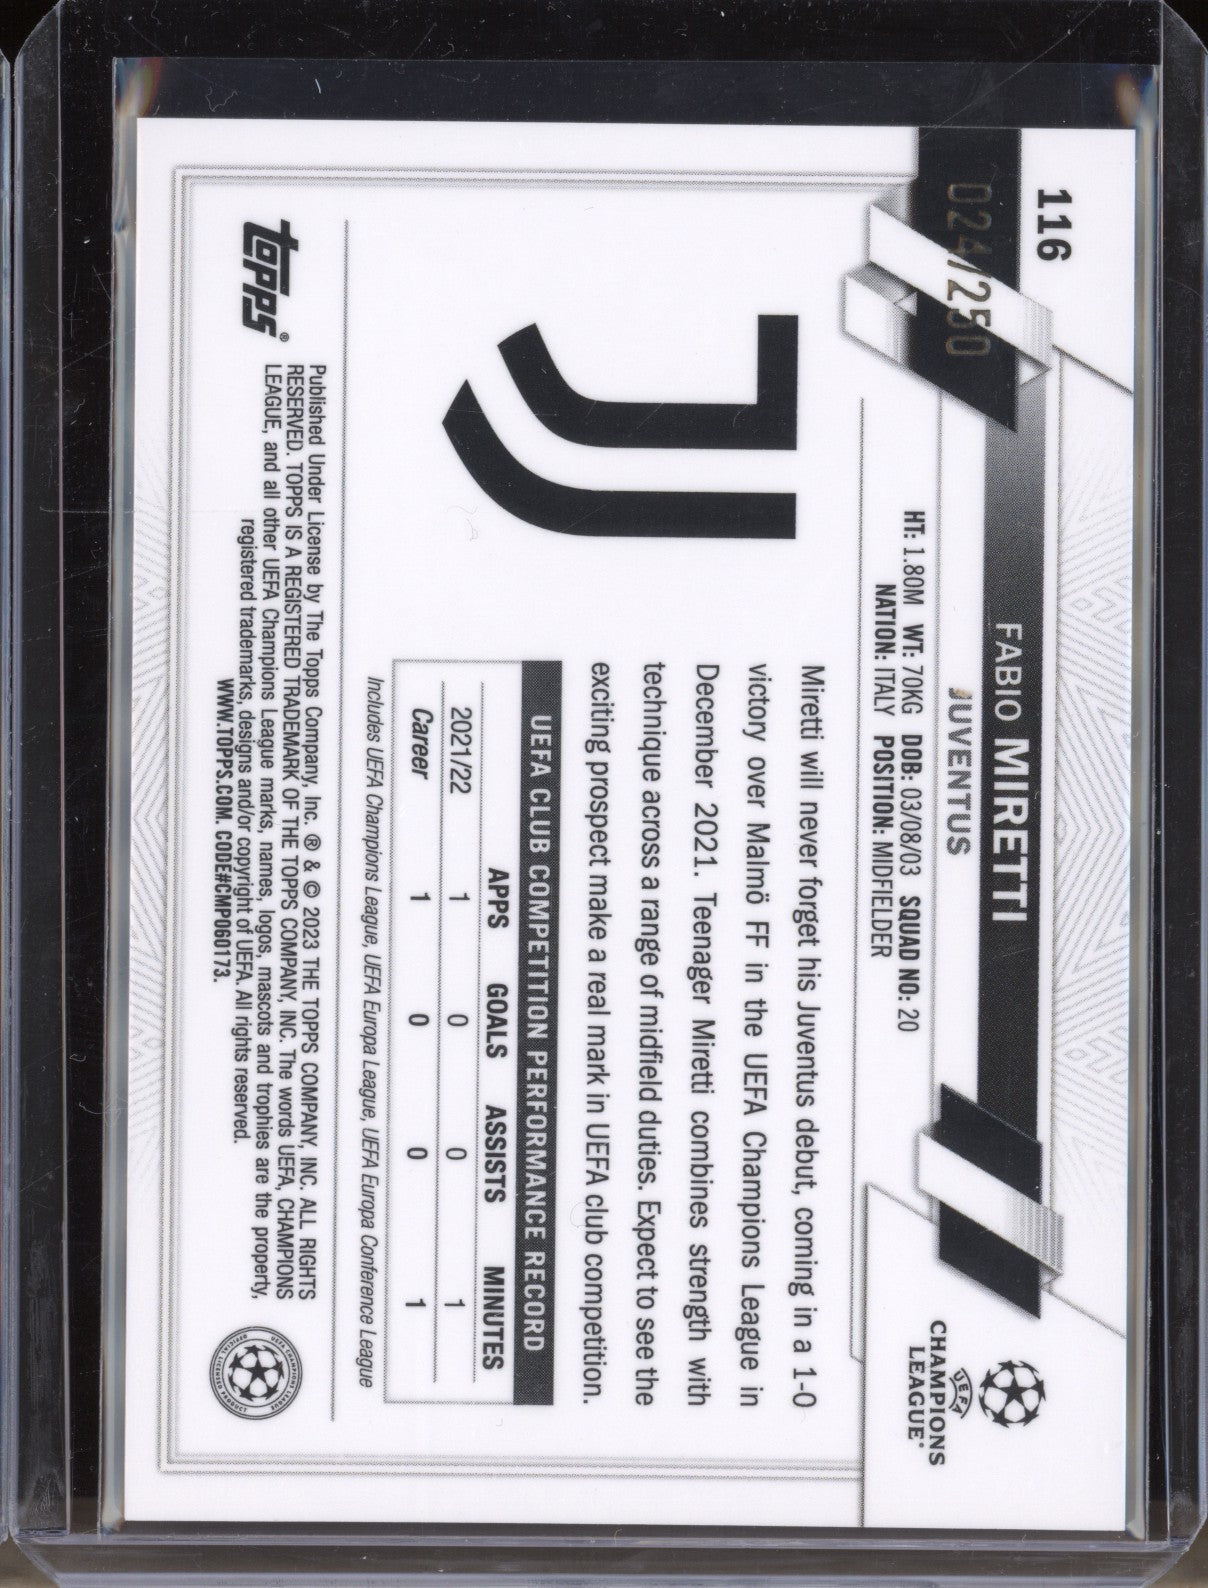 116
024/250
FABIO MIRETTI
JUVENTUS
HT: 1.80M WT: 70KG DOB: 03/08/03 SQUAD NO: 20
NATION: ITALY POSITION: MIDFIELDER
UEFA
CHAMPIONS
LEAGUE®
Miretti will never forget his Juventus debut, coming in a 1-0
victory over Malmö FF in the UEFA Champions League in
December 2021. Teenager Miretti combines strength with
technique across a range of midfield duties. Expect to see the
exciting prospect make a real mark in UEFA club competition.
UEFA CLUB COMPETITION PERFORMANCE RECORD
APPS GOALS ASSISTS MINUTES
2021/22 1 0 0 1
Career 1 0 0 1
Includes UEFA Champions League, UEFA Europa League, UEFA Europa Conference League
topps®
Published Under License by The Topps Company, Inc. ® & © 2023 THE TOPPS COMPANY, INC. ALL RIGHTS
RESERVED. TOPPS IS A REGISTERED TRADEMARK OF THE TOPPS COMPANY, INC. The words UEFA, CHAMPIONS
LEAGUE, and all other UEFA Champions League marks, names, logos, mascots and trophies are the property,
registered trademarks, designs and/or copyright of UEFA. All rights reserved.
WWW.TOPPS.COM. CODE#CMP060173.
UEFA CHAMPIONS LEAGUE
OFFICIAL LICENSED PRODUCT